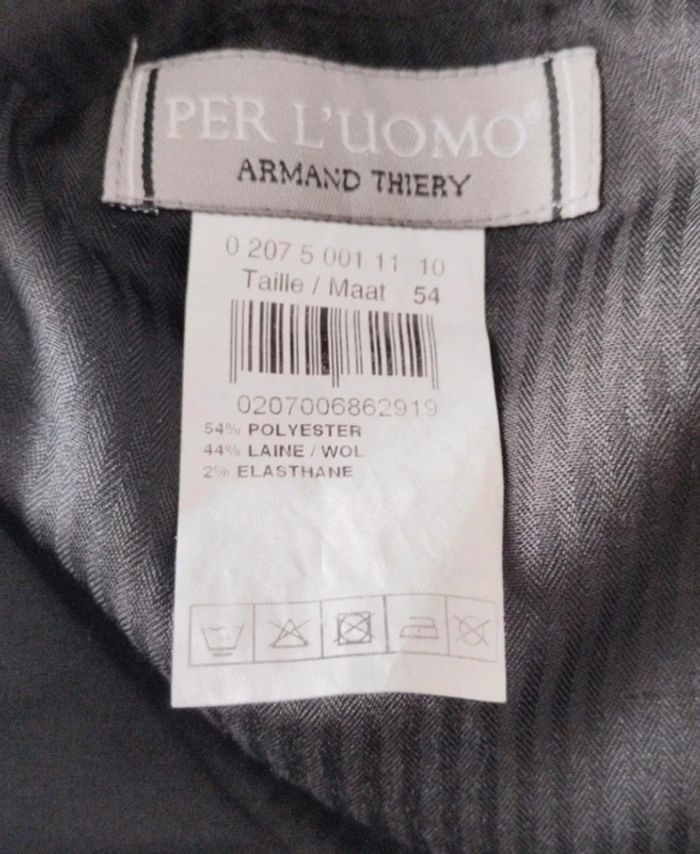 PER L'UOMO®
ARMAND THIERY
0 207 5 001 11 10
Taille / Maat 54
0207006862919
54% POLYESTER
44% LAINE / WOL
2% ELASTHANE